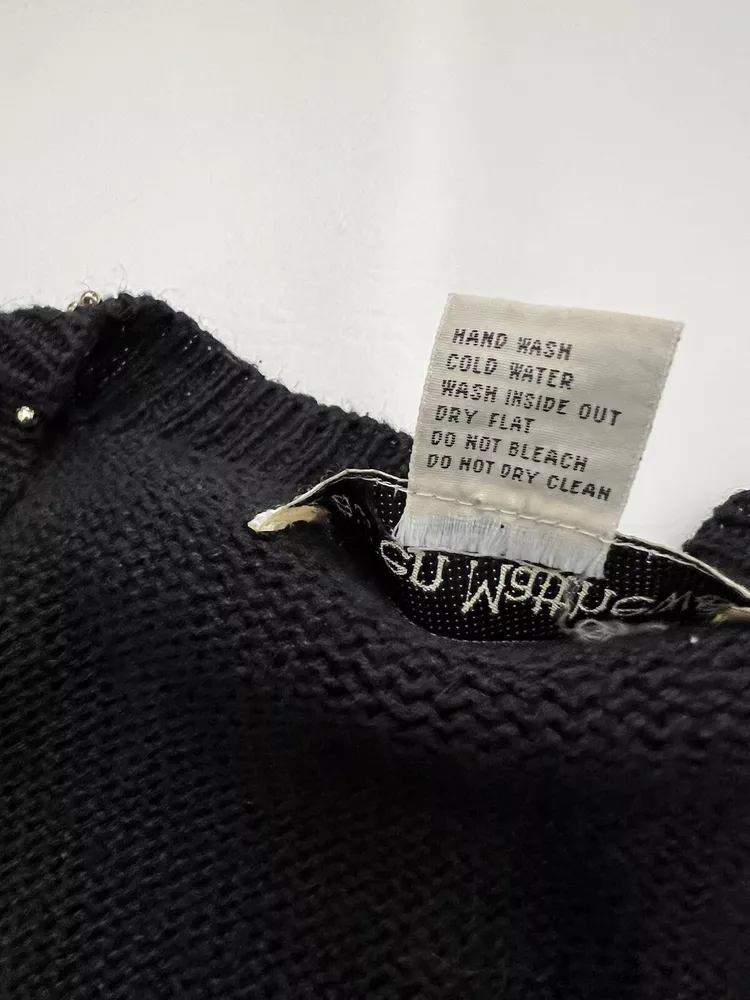 HAND WASH
COLD WATER
WASH INSIDE OUT
DRY FLAT
DO NOT BLEACH
DO NOT DRY CLEAN